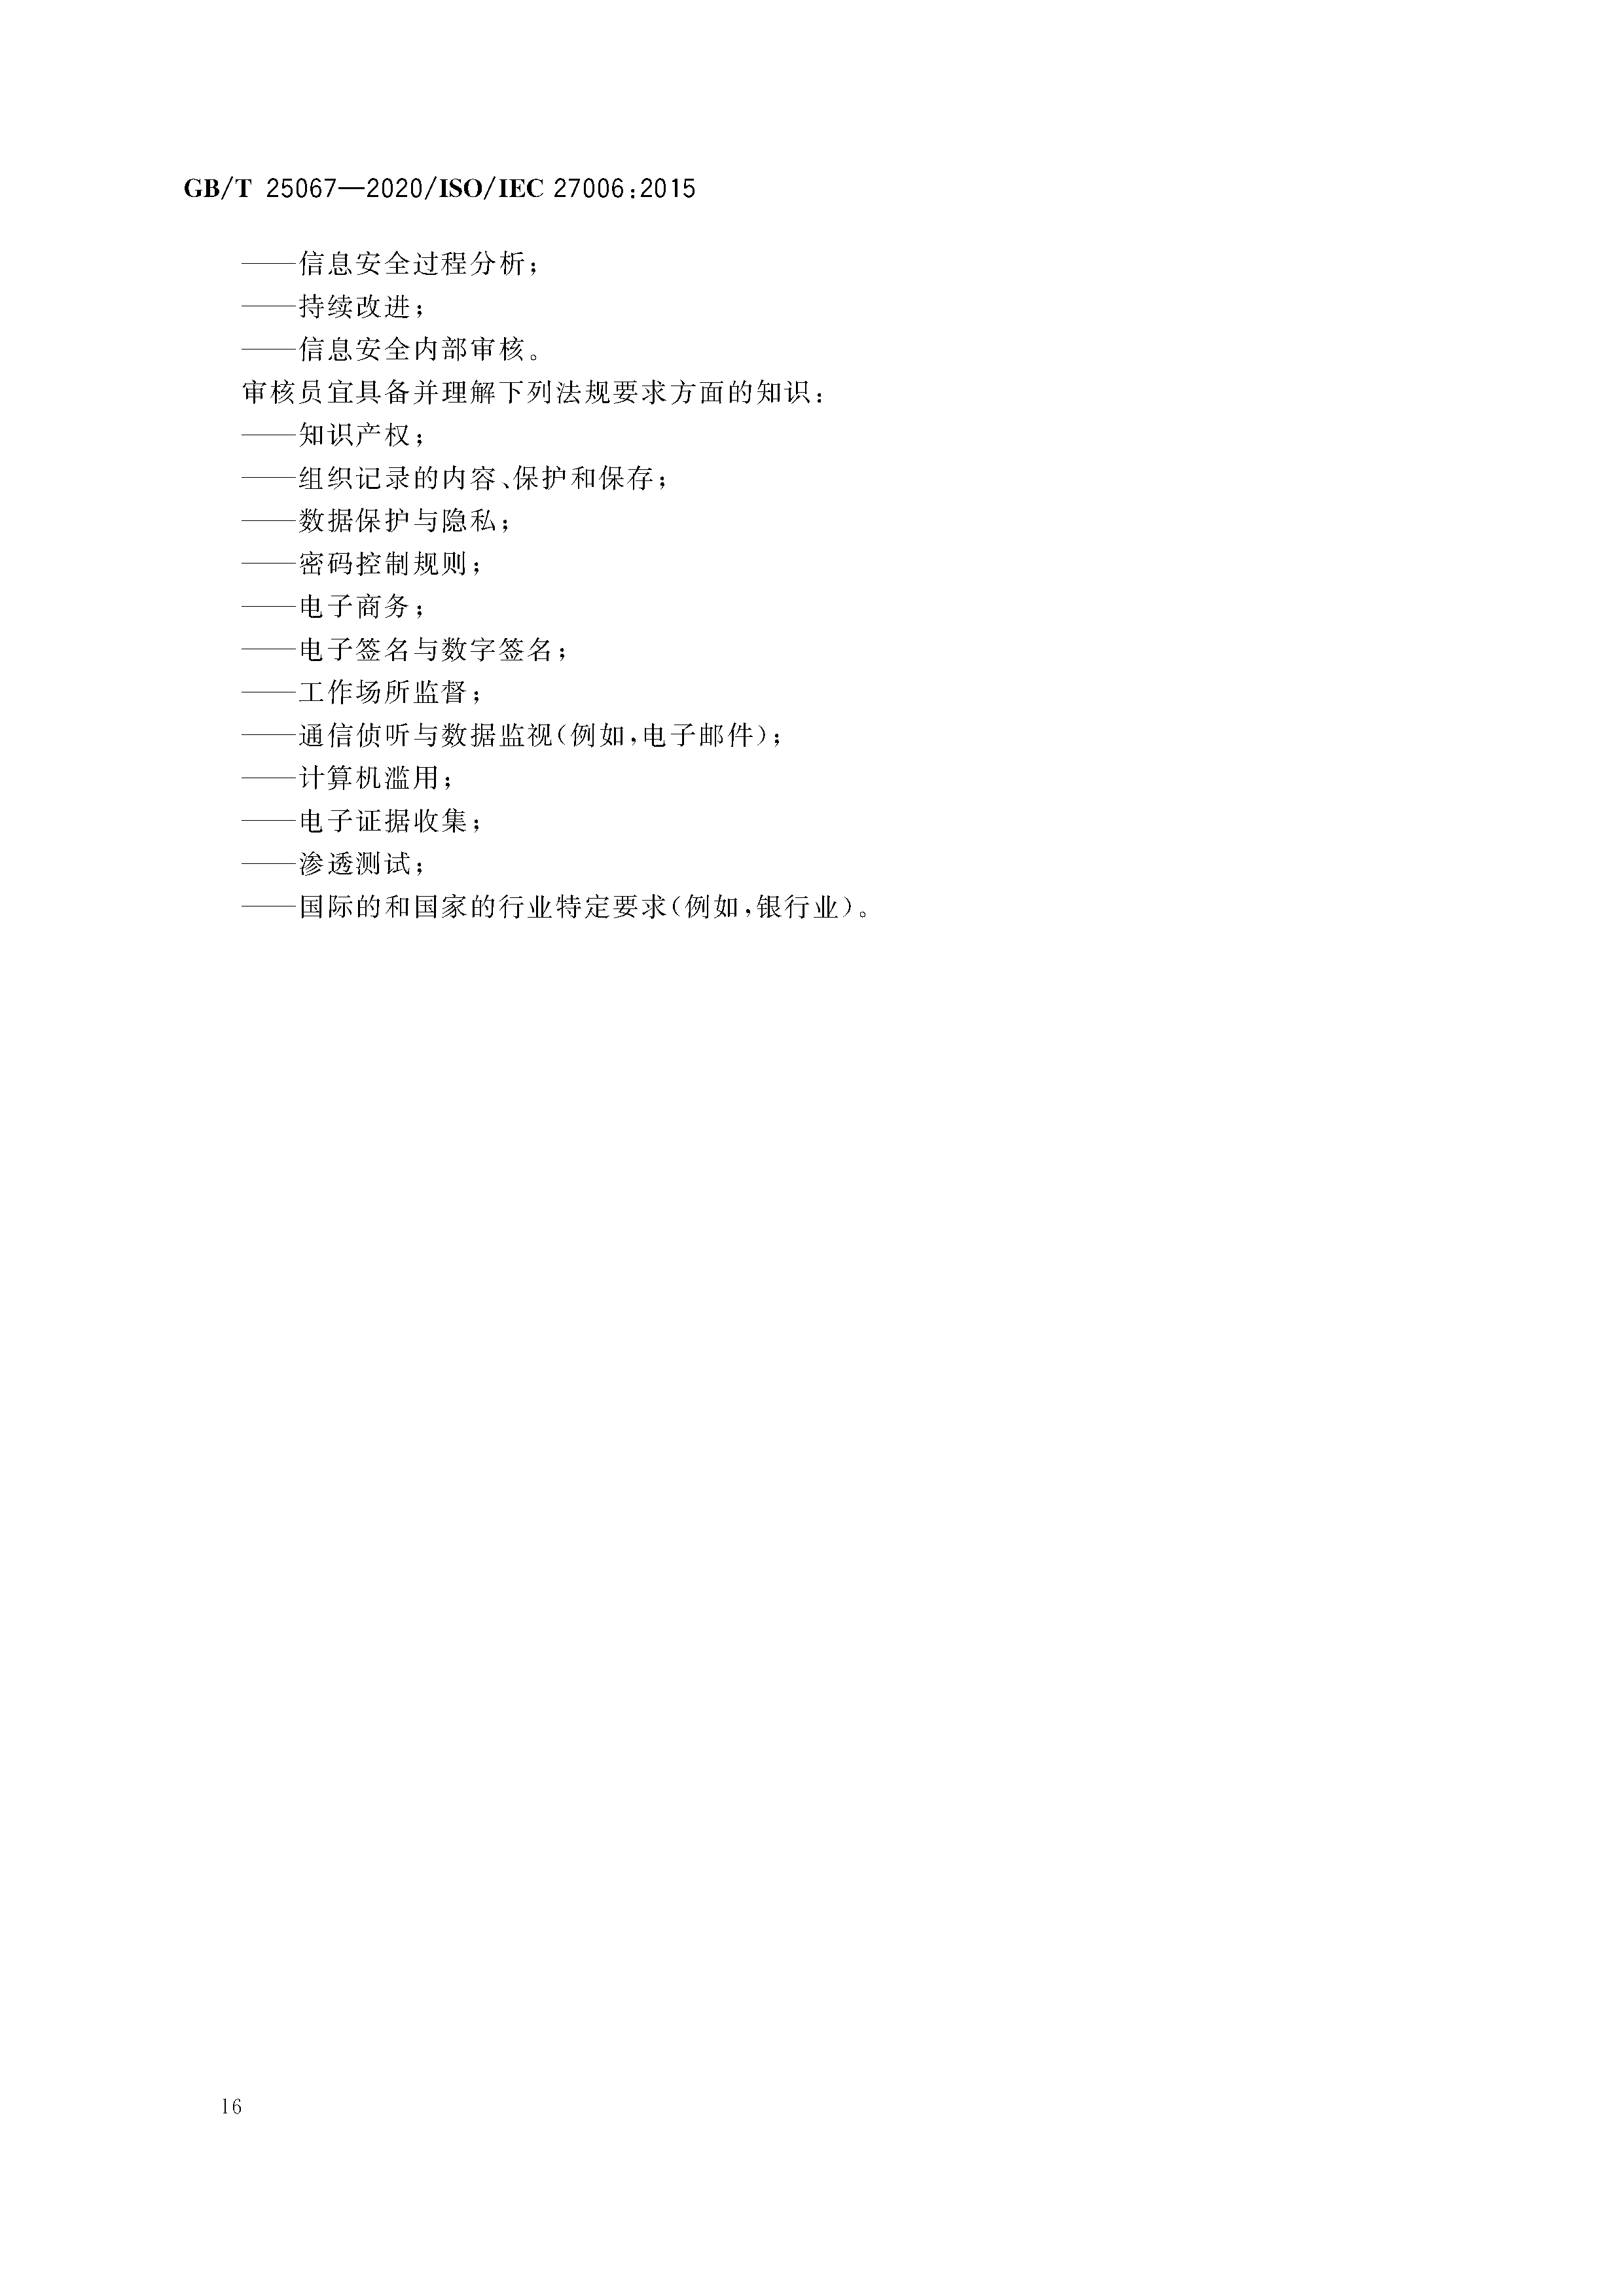 GB/T 25067—2020/ISO/IEC 27006:2015
——信息安全过程分析;
——持续改进;
——信息安全内部审核。
审核员宜具备并理解下列法规要求方面的知识:
——知识产权;
——组织记录的内容、保护和保存;
——数据保护与隐私;
——密码控制规则;
——电子商务;
——电子签名与数字签名;
——工作场所监督;
——通信侦听与数据监视(例如,电子邮件);
——计算机滥用;
——电子证据收集;
——渗透测试;
——国际的和国家的行业特定要求(例如,银行业)。
16